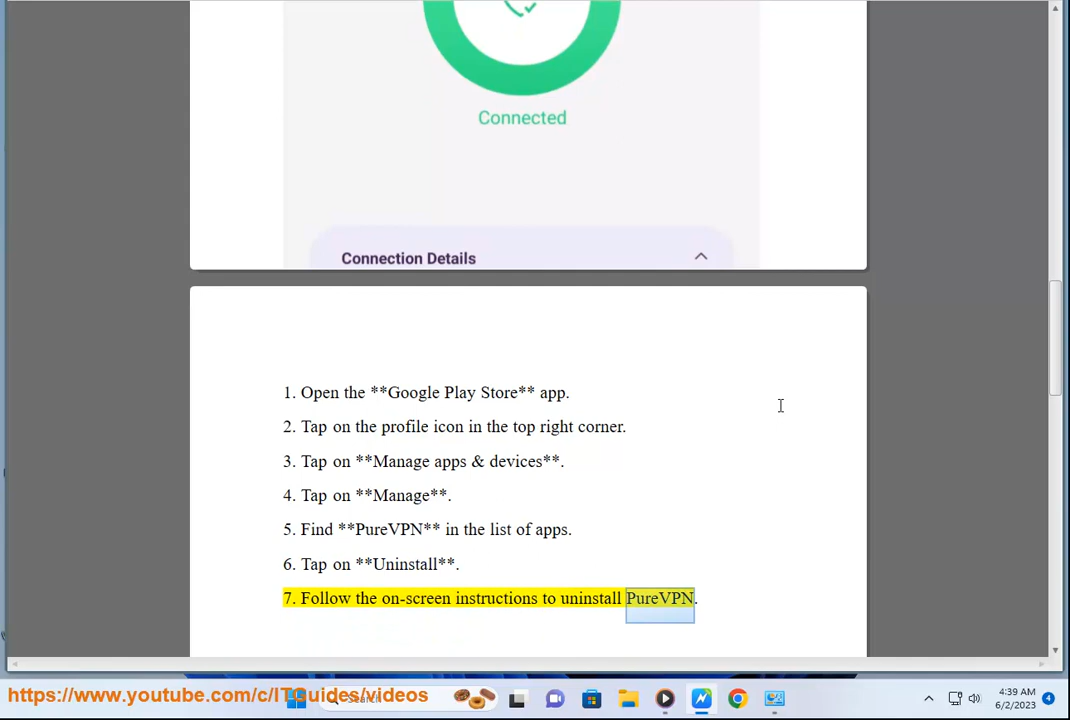 Connected
Connection Details
1. Open the **Google Play Store** app.
2. Tap on the profile icon in the top right corner.
3. Tap on **Manage apps & devices**.
4. Tap on **Manage**.
5. Find **PureVPN** in the list of apps.
6. Tap on **Uninstall**.
7. Follow the on-screen instructions to uninstall PureVPN.
https://www.youtube.com/c/ITGuides/videos
4:39 AM
6/2/2023
4